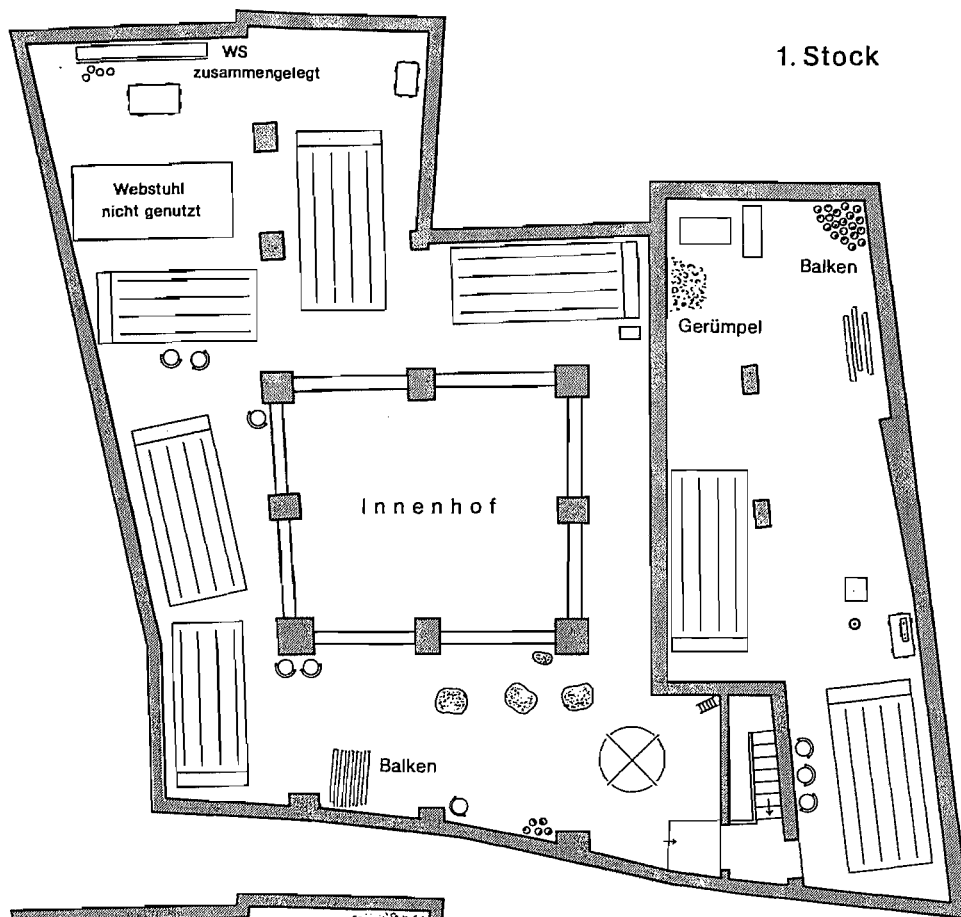 1. Stock
WS
zusammengelegt
Webstuhl
nicht genutzt
Balken
Gerümpel
Innenhof
Balken